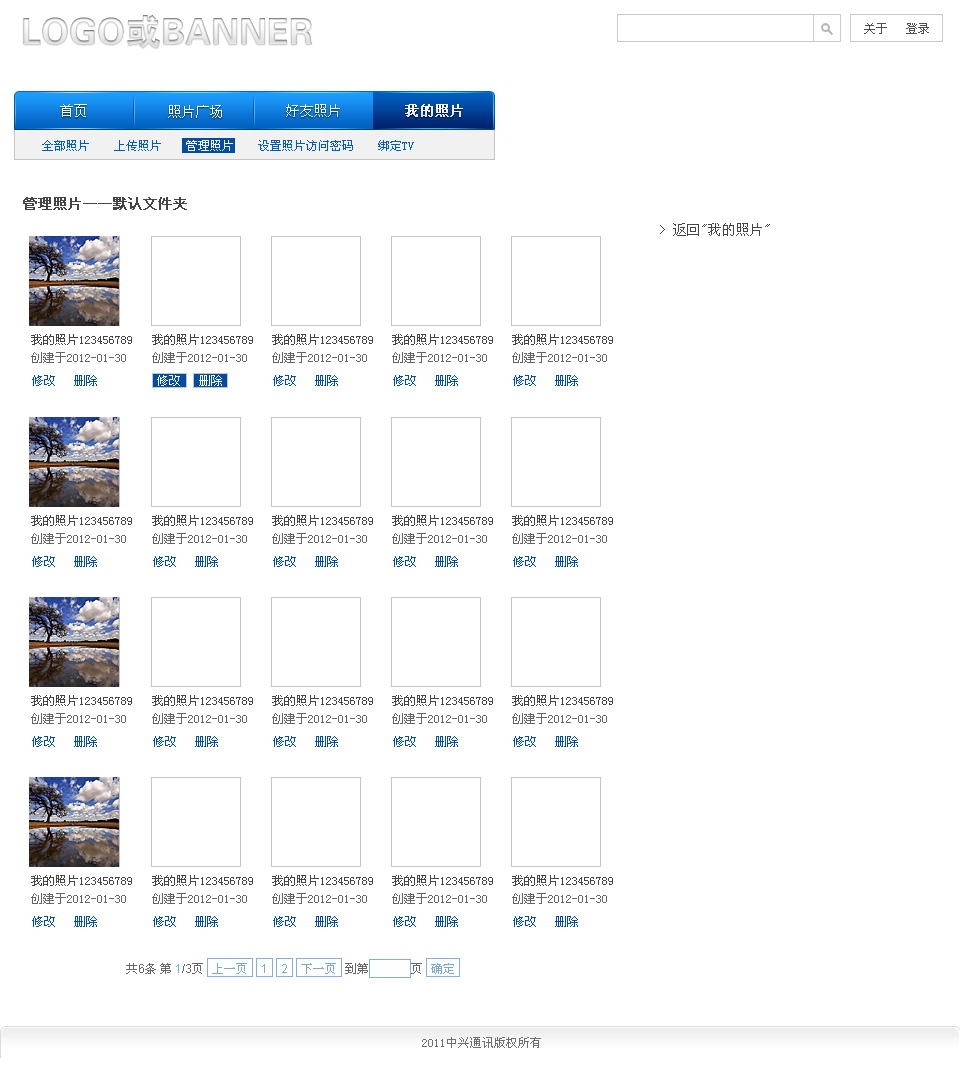 LOGO或BANNER
关于 登录
首页 照片广场 好友照片 我的照片
全部照片 上传照片 管理照片 设置照片访问密码 绑定TV
管理照片——默认文件夹
> 返回"我的照片"
我的照片123456789 我的照片123456789 我的照片123456789 我的照片123456789 我的照片123456789
创建于2012-01-30 创建于2012-01-30 创建于2012-01-30 创建于2012-01-30 创建于2012-01-30
修改 删除 修改 删除 修改 删除 修改 删除 修改 删除
我的照片123456789 我的照片123456789 我的照片123456789 我的照片123456789 我的照片123456789
创建于2012-01-30 创建于2012-01-30 创建于2012-01-30 创建于2012-01-30 创建于2012-01-30
修改 删除 修改 删除 修改 删除 修改 删除 修改 删除
我的照片123456789 我的照片123456789 我的照片123456789 我的照片123456789 我的照片123456789
创建于2012-01-30 创建于2012-01-30 创建于2012-01-30 创建于2012-01-30 创建于2012-01-30
修改 删除 修改 删除 修改 删除 修改 删除 修改 删除
我的照片123456789 我的照片123456789 我的照片123456789 我的照片123456789 我的照片123456789
创建于2012-01-30 创建于2012-01-30 创建于2012-01-30 创建于2012-01-30 创建于2012-01-30
修改 删除 修改 删除 修改 删除 修改 删除 修改 删除
共6条 第 1/3页 上一页 1 2 下一页 到第 页 确定
2011中兴通讯版权所有